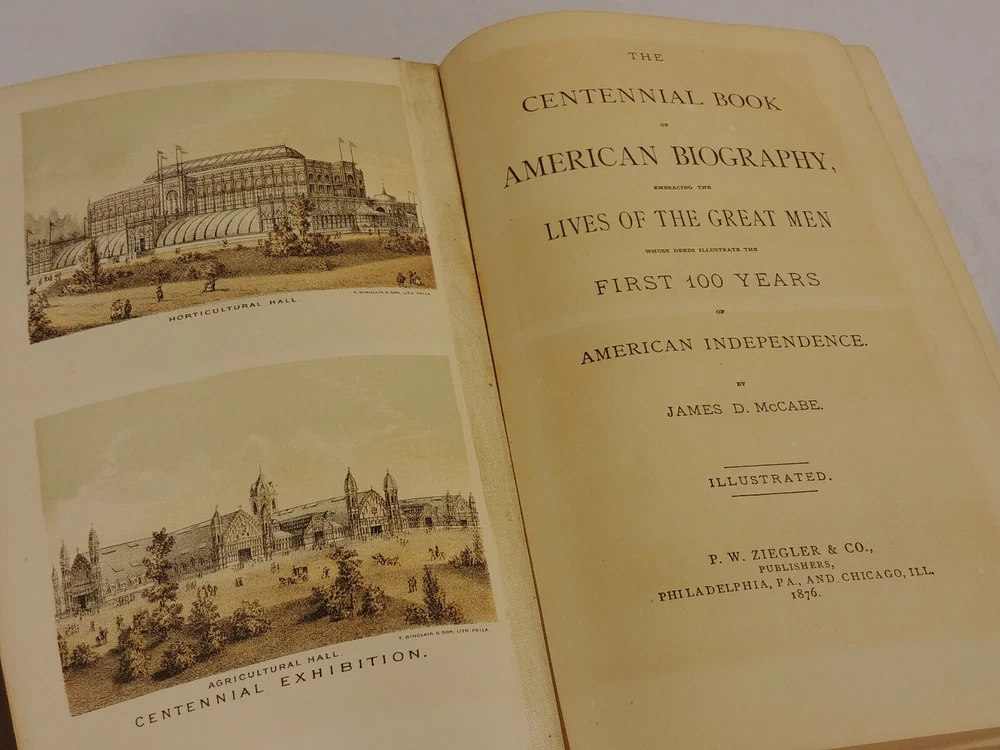 T. SINCLAIR & SON, LITH. PHILA.
HORTICULTURAL HALL.
T. SINCLAIR & SON, LITH. PHILA.
AGRICULTURAL HALL.
CENTENNIAL EXHIBITION.
THE
CENTENNIAL BOOK
OF
AMERICAN BIOGRAPHY,
EMBRACING THE
LIVES OF THE GREAT MEN
WHOSE DEEDS ILLUSTRATE THE
FIRST 100 YEARS
OF
AMERICAN INDEPENDENCE.
BY
JAMES D. McCABE.
ILLUSTRATED.
P. W. ZIEGLER & CO.,
PUBLISHERS,
PHILADELPHIA, PA., AND CHICAGO, ILL.
1876.